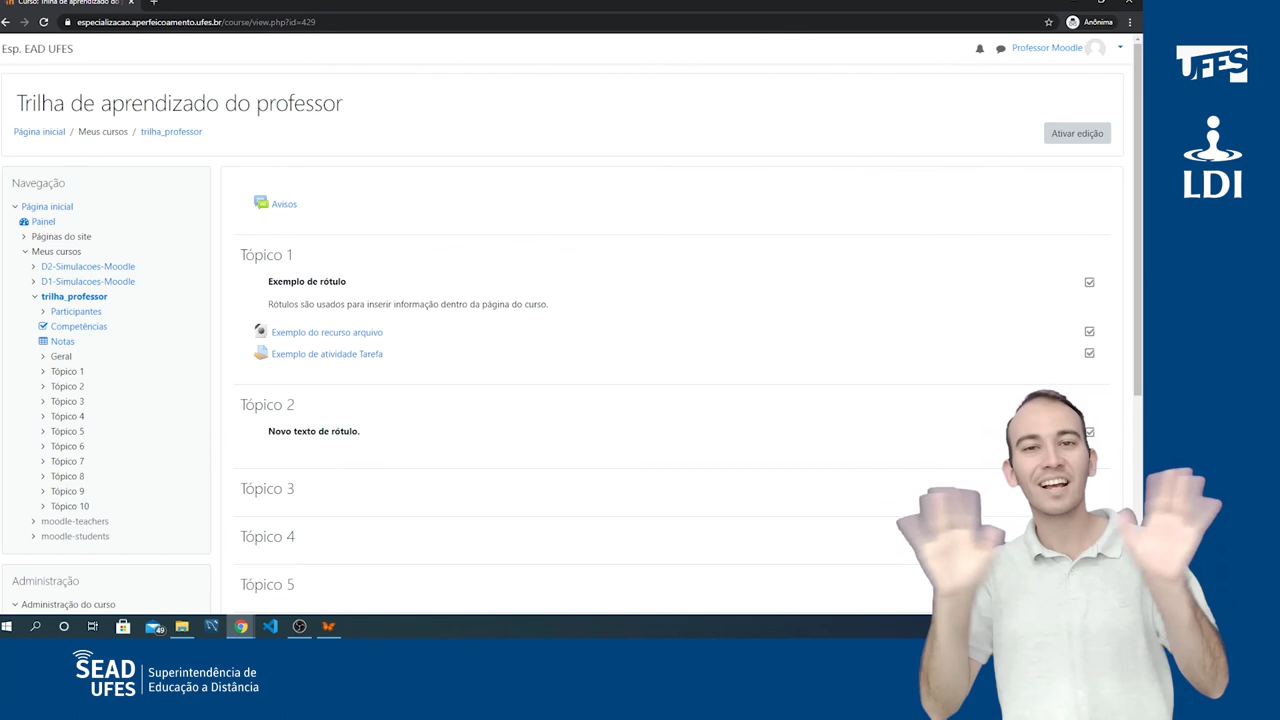 Curso: Trilha de aprendizado do
especializacao.aperfeicoamento.ufes.br/course/view.php?id=429
Anônima
Esp. EAD UFES
Professor Moodle
Trilha de aprendizado do professor
Página inicial / Meus cursos / trilha_professor
Ativar edição
Navegação
Página inicial
Painel
Páginas do site
Meus cursos
D2-Simulacoes-Moodle
D1-Simulacoes-Moodle
trilha_professor
Participantes
Competências
Notas
Geral
Tópico 1
Tópico 2
Tópico 3
Tópico 4
Tópico 5
Tópico 6
Tópico 7
Tópico 8
Tópico 9
Tópico 10
moodle-teachers
moodle-students
Administração
Administração do curso
Avisos
Tópico 1
Exemplo de rótulo
Rótulos são usados para inserir informação dentro da página do curso.
Exemplo do recurso arquivo
Exemplo de atividade Tarefa
Tópico 2
Novo texto de rótulo.
Tópico 3
Tópico 4
Tópico 5
49
UFES
LDI
SEAD
UFES
Superintendência de
Educação a Distância